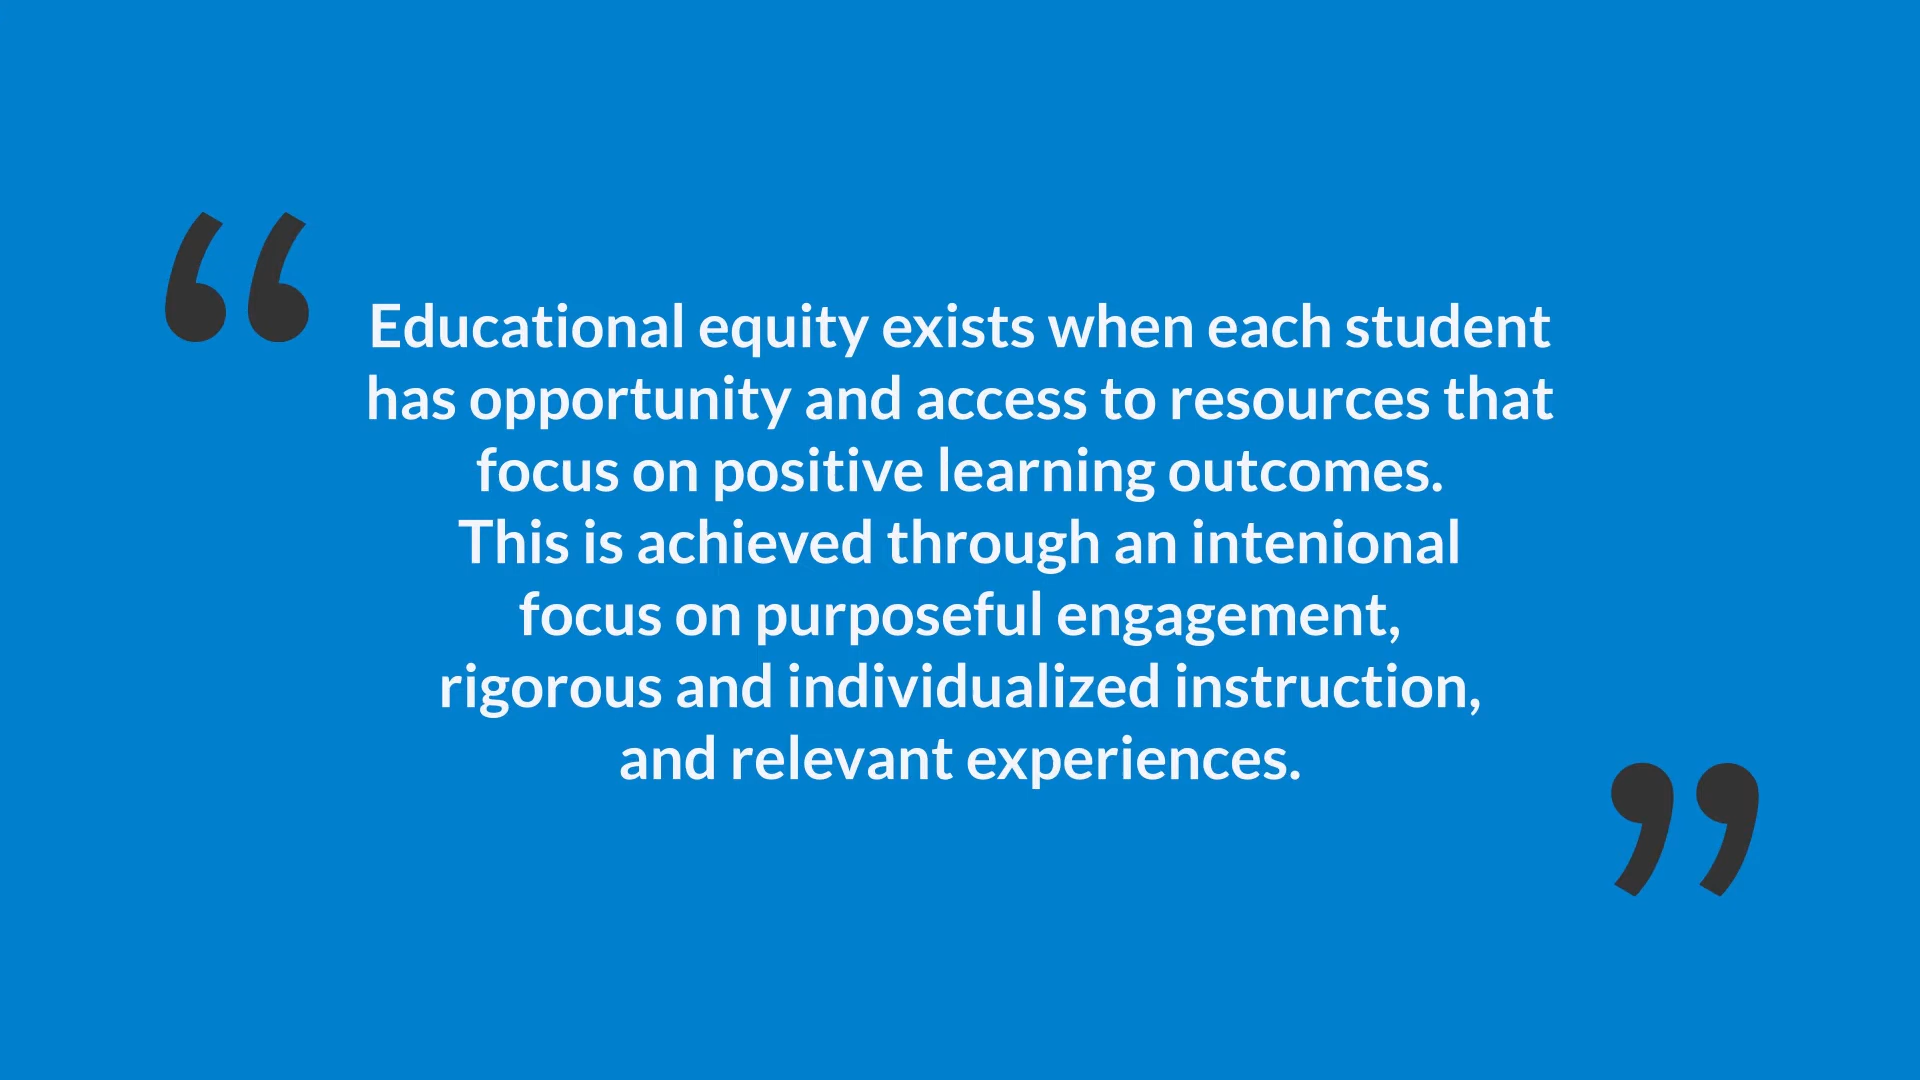 “
Educational equity exists when each student
has opportunity and access to resources that
focus on positive learning outcomes.
This is achieved through an intenional
focus on purposeful engagement,
rigorous and individualized instruction,
and relevant experiences.
”